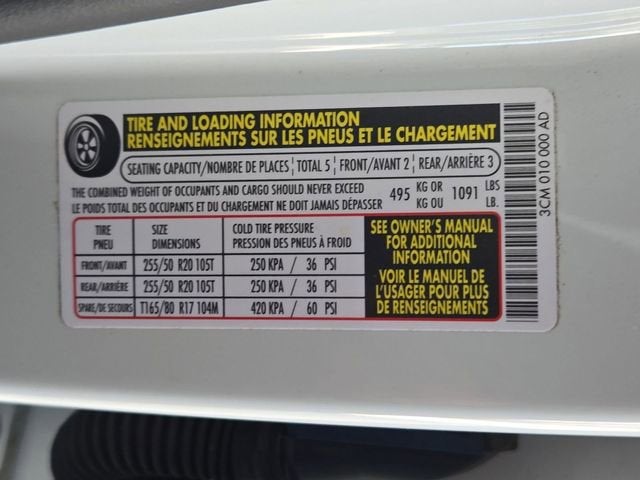 TIRE AND LOADING INFORMATION
RENSEIGNEMENTS SUR LES PNEUS ET LE CHARGEMENT
SEATING CAPACITY/NOMBRE DE PLACES TOTAL 5 FRONT/AVANT 2 REAR/ARRIÈRE 3
THE COMBINED WEIGHT OF OCCUPANTS AND CARGO SHOULD NEVER EXCEED
LE POIDS TOTAL DES OCCUPANTS ET DU CHARGEMENT NE DOIT JAMAIS DÉPASSER
495 KG OR 1091 LBS
KG OU LB.
TIRE SIZE COLD TIRE PRESSURE
PNEU DIMENSIONS PRESSION DES PNEUS À FROID
FRONT/AVANT 255/50 R20 105T 250 KPA / 36 PSI
REAR/ARRIÈRE 255/50 R20 105T 250 KPA / 36 PSI
SPARE/DE SECOURS T165/80 R17 104M 420 KPA / 60 PSI
SEE OWNER'S MANUAL
FOR ADDITIONAL
INFORMATION
VOIR LE MANUEL DE
L'USAGER POUR PLUS
DE RENSEIGNEMENTS
3CM 010 000 AD